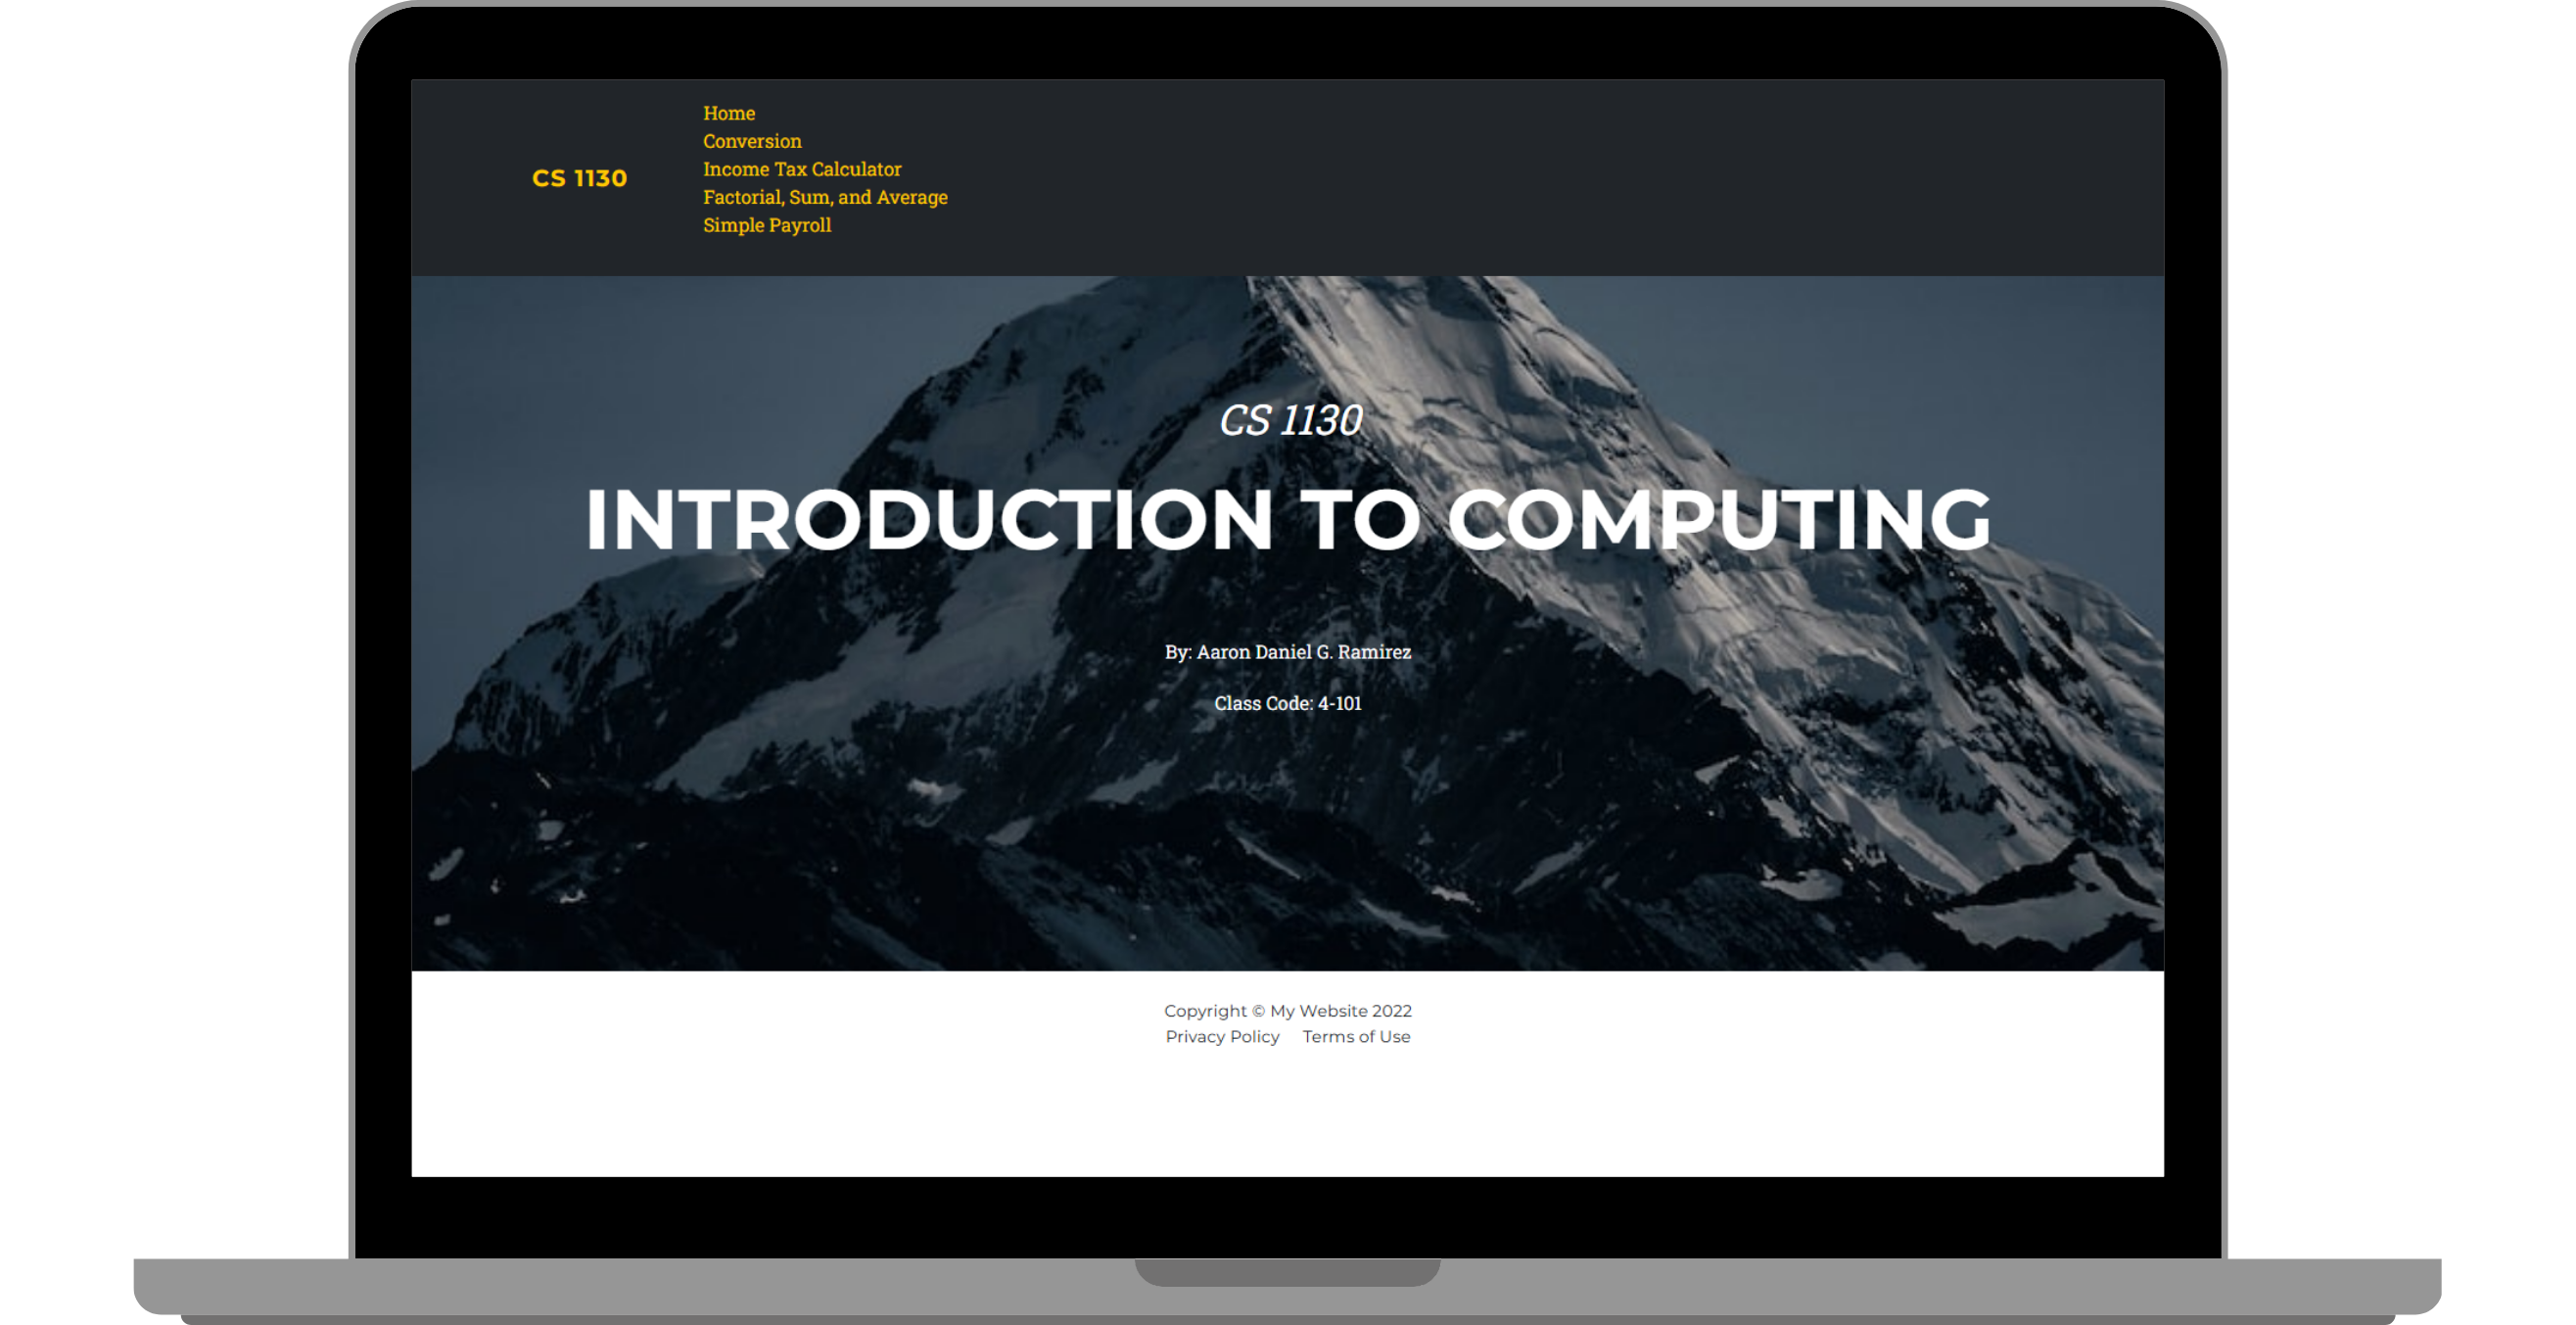 CS 1130
Home
Conversion
Income Tax Calculator
Factorial, Sum, and Average
Simple Payroll
CS 1130
INTRODUCTION TO COMPUTING
By: Aaron Daniel G. Ramirez
Class Code: 4-101
Copyright © My Website 2022
Privacy Policy Terms of Use